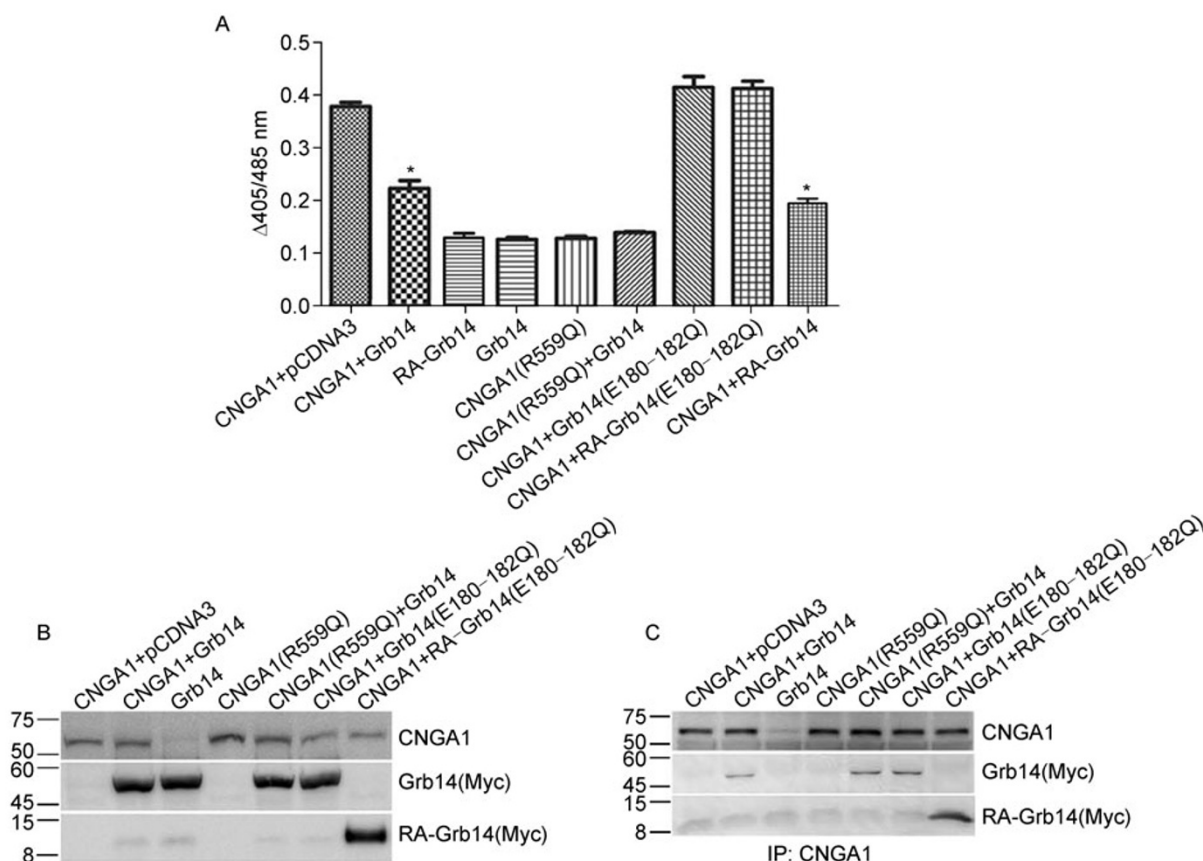 A
0.5
0.4
0.3
0.2
0.1
0.0
Δ405/485 nm
*
*
CNGA1+pCDNA3
CNGA1+Grb14
RA-Grb14
Grb14
CNGA1(R559Q)
CNGA1(R559Q)+Grb14
CNGA1+Grb14(E180–182Q)
CNGA1+RA-Grb14(E180–182Q)
CNGA1+RA-Grb14
B
CNGA1+pCDNA3
CNGA1+Grb14
Grb14
CNGA1(R559Q)
CNGA1(R559Q)+Grb14
CNGA1+Grb14(E180–182Q)
CNGA1+RA–Grb14(E180–182Q)
75
50
CNGA1
60
45
Grb14(Myc)
15
8
RA-Grb14(Myc)
C
CNGA1+pCDNA3
CNGA1+Grb14
Grb14
CNGA1(R559Q)
CNGA1(R559Q)+Grb14
CNGA1+Grb14(E180–182Q)
CNGA1+RA–Grb14(E180–182Q)
75
50
CNGA1
60
45
Grb14(Myc)
15
8
RA-Grb14(Myc)
IP: CNGA1